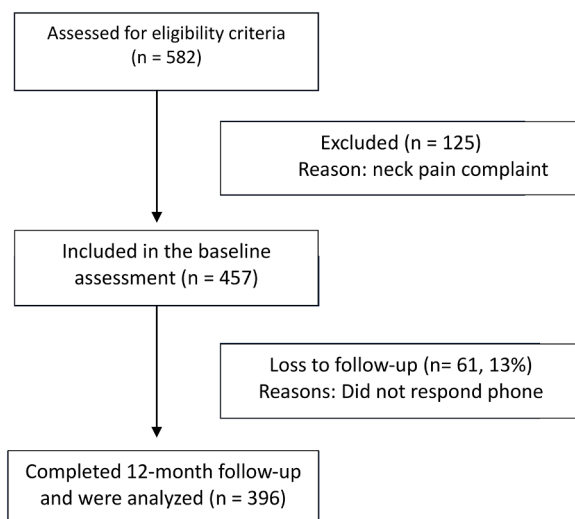 Assessed for eligibility criteria
(n = 582)
Excluded (n = 125)
Reason: neck pain complaint
Included in the baseline
assessment (n = 457)
Loss to follow-up (n= 61, 13%)
Reasons: Did not respond phone
Completed 12-month follow-up
and were analyzed (n = 396)